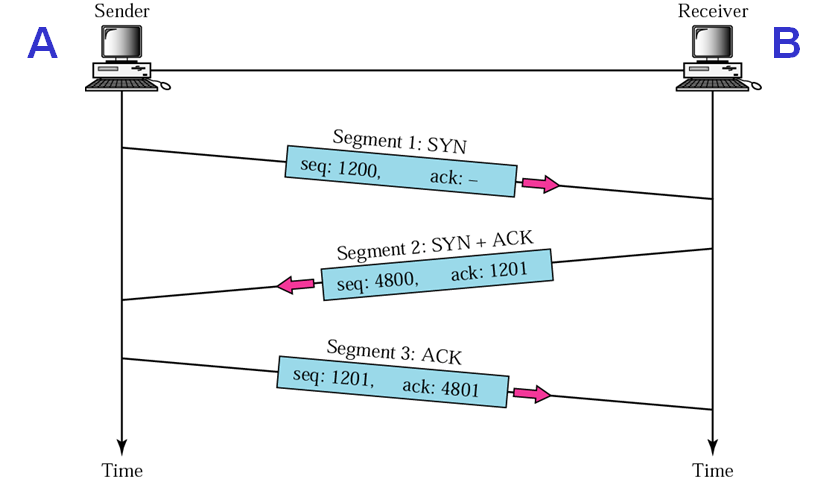 Sender
Receiver
A
B
Segment 1: SYN
seq: 1200, ack: –
Segment 2: SYN + ACK
seq: 4800, ack: 1201
Segment 3: ACK
seq: 1201, ack: 4801
Time
Time